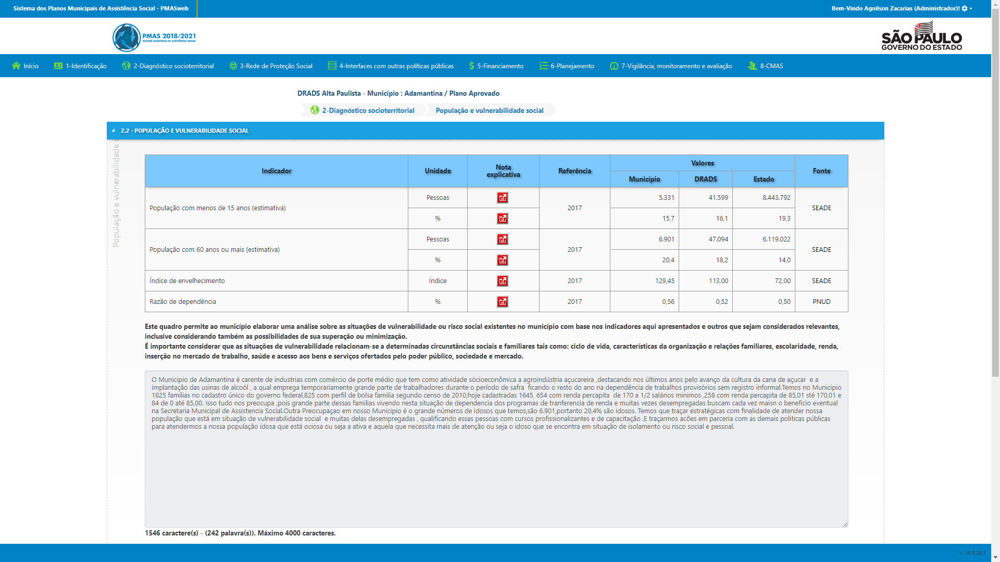 Sistema dos Planos Municipais de Assistência Social - PMASweb
Bem-Vindo Agnilson Zacarias (Administrador)!
PMAS 2018/2021
PLANOS MUNICIPAIS DE ASSISTÊNCIA SOCIAL
SÃO PAULO
GOVERNO DO ESTADO
Início
1-Identificação
2-Diagnóstico socioterritorial
3-Rede de Proteção Social
4-Interfaces com outras políticas públicas
5-Financiamento
6-Planejamento
7-Vigilância, monitoramento e avaliação
8-CMAS
DRADS Alta Paulista - Município : Adamantina / Plano Aprovado
2-Diagnóstico socioterritorial
População e vulnerabilidade social
2.2 - POPULAÇÃO E VULNERABILIDADE SOCIAL
População e vulnerabilidade s
Indicador
Unidade
Nota
explicativa
Referência
Valores
Fonte
Município
DRADS
Estado
População com menos de 15 anos (estimativa)
Pessoas
2017
5.331
41.599
8.443.792
SEADE
%
15,7
16,1
19,3
População com 60 anos ou mais (estimativa)
Pessoas
2017
6.901
47.094
6.119.022
SEADE
%
20,4
18,2
14,0
Índice de envelhecimento
Índice
2017
129,45
113,00
72,00
SEADE
Razão de dependência
%
2017
0,56
0,52
0,50
PNUD
Este quadro permite ao município elaborar uma análise sobre as situações de vulnerabilidade ou risco social existentes no município com base nos indicadores aqui apresentados e outros que sejam considerados relevantes,
inclusive considerando também as possibilidades de sua superação ou minimização.
É importante considerar que as situações de vulnerabilidade relacionam-se a determinadas circunstâncias sociais e familiares tais como: ciclo de vida, características da organização e relações familiares, escolaridade, renda,
inserção no mercado de trabalho, saúde e acesso aos bens e serviços ofertados pelo poder público, sociedade e mercado.
O Municipio de Adamantina é carente de industrias com comércio de porte médio que tem como atividade sócioeconômica a agroindústria açucareira ,destacando nos últimos anos pelo avanço da cultura da cana de açucar  e a
implantação das usinas de alcoól , a qual emprega temporariamente grande parte de trabalhadores durante o período de safra  ficando o resto do ano na dependência de trabalhos provisórios sem registro informal.Temos no Municipio
1825 familias no cadastro único do governo federal,825 com perfil de bolsa familia segundo censo de 2010,hoje cadastradas 1645, 654 com renda percapita  de 170 a 1/2 salários minimos ,258 com renda percapita de 85,01 sté 170,01 e
84 de 0 até 85,00. Isso tudo nos preocupa ,pois grande parte dessas familias vivendo nesta situação de dependencia dos programas de tranferencia de renda e muitas vezes desempregadas buscam cada vez maisn o beneficio eventual
na Secretaria Municipal de Assistencia Social.Outra Preocupaçao em nosso Municipio é o grande números de idosos que temos,são 6.901,portanto 20,4% são idosos. Temos que traçar estratégicas com finalidade de atender nossa
população que está em situação de vulnerabilidade social  e muitas delas desempregadas , qualificando essas pessoas com cursos profissionalizantes e de capacitação .E traçarmos acões em parceria com as demais politicas públicas
para atendermos a nossa população idosa que está ociosa ou seja a ativa e aquela que necessita mais de atenção ou seja o idoso que se encontra em situação de isolamento ou risco social e pessoal.
1546 caractere(s) - (242 palavra(s)). Máximo 4000 caracteres.
V. 19.8.29.1